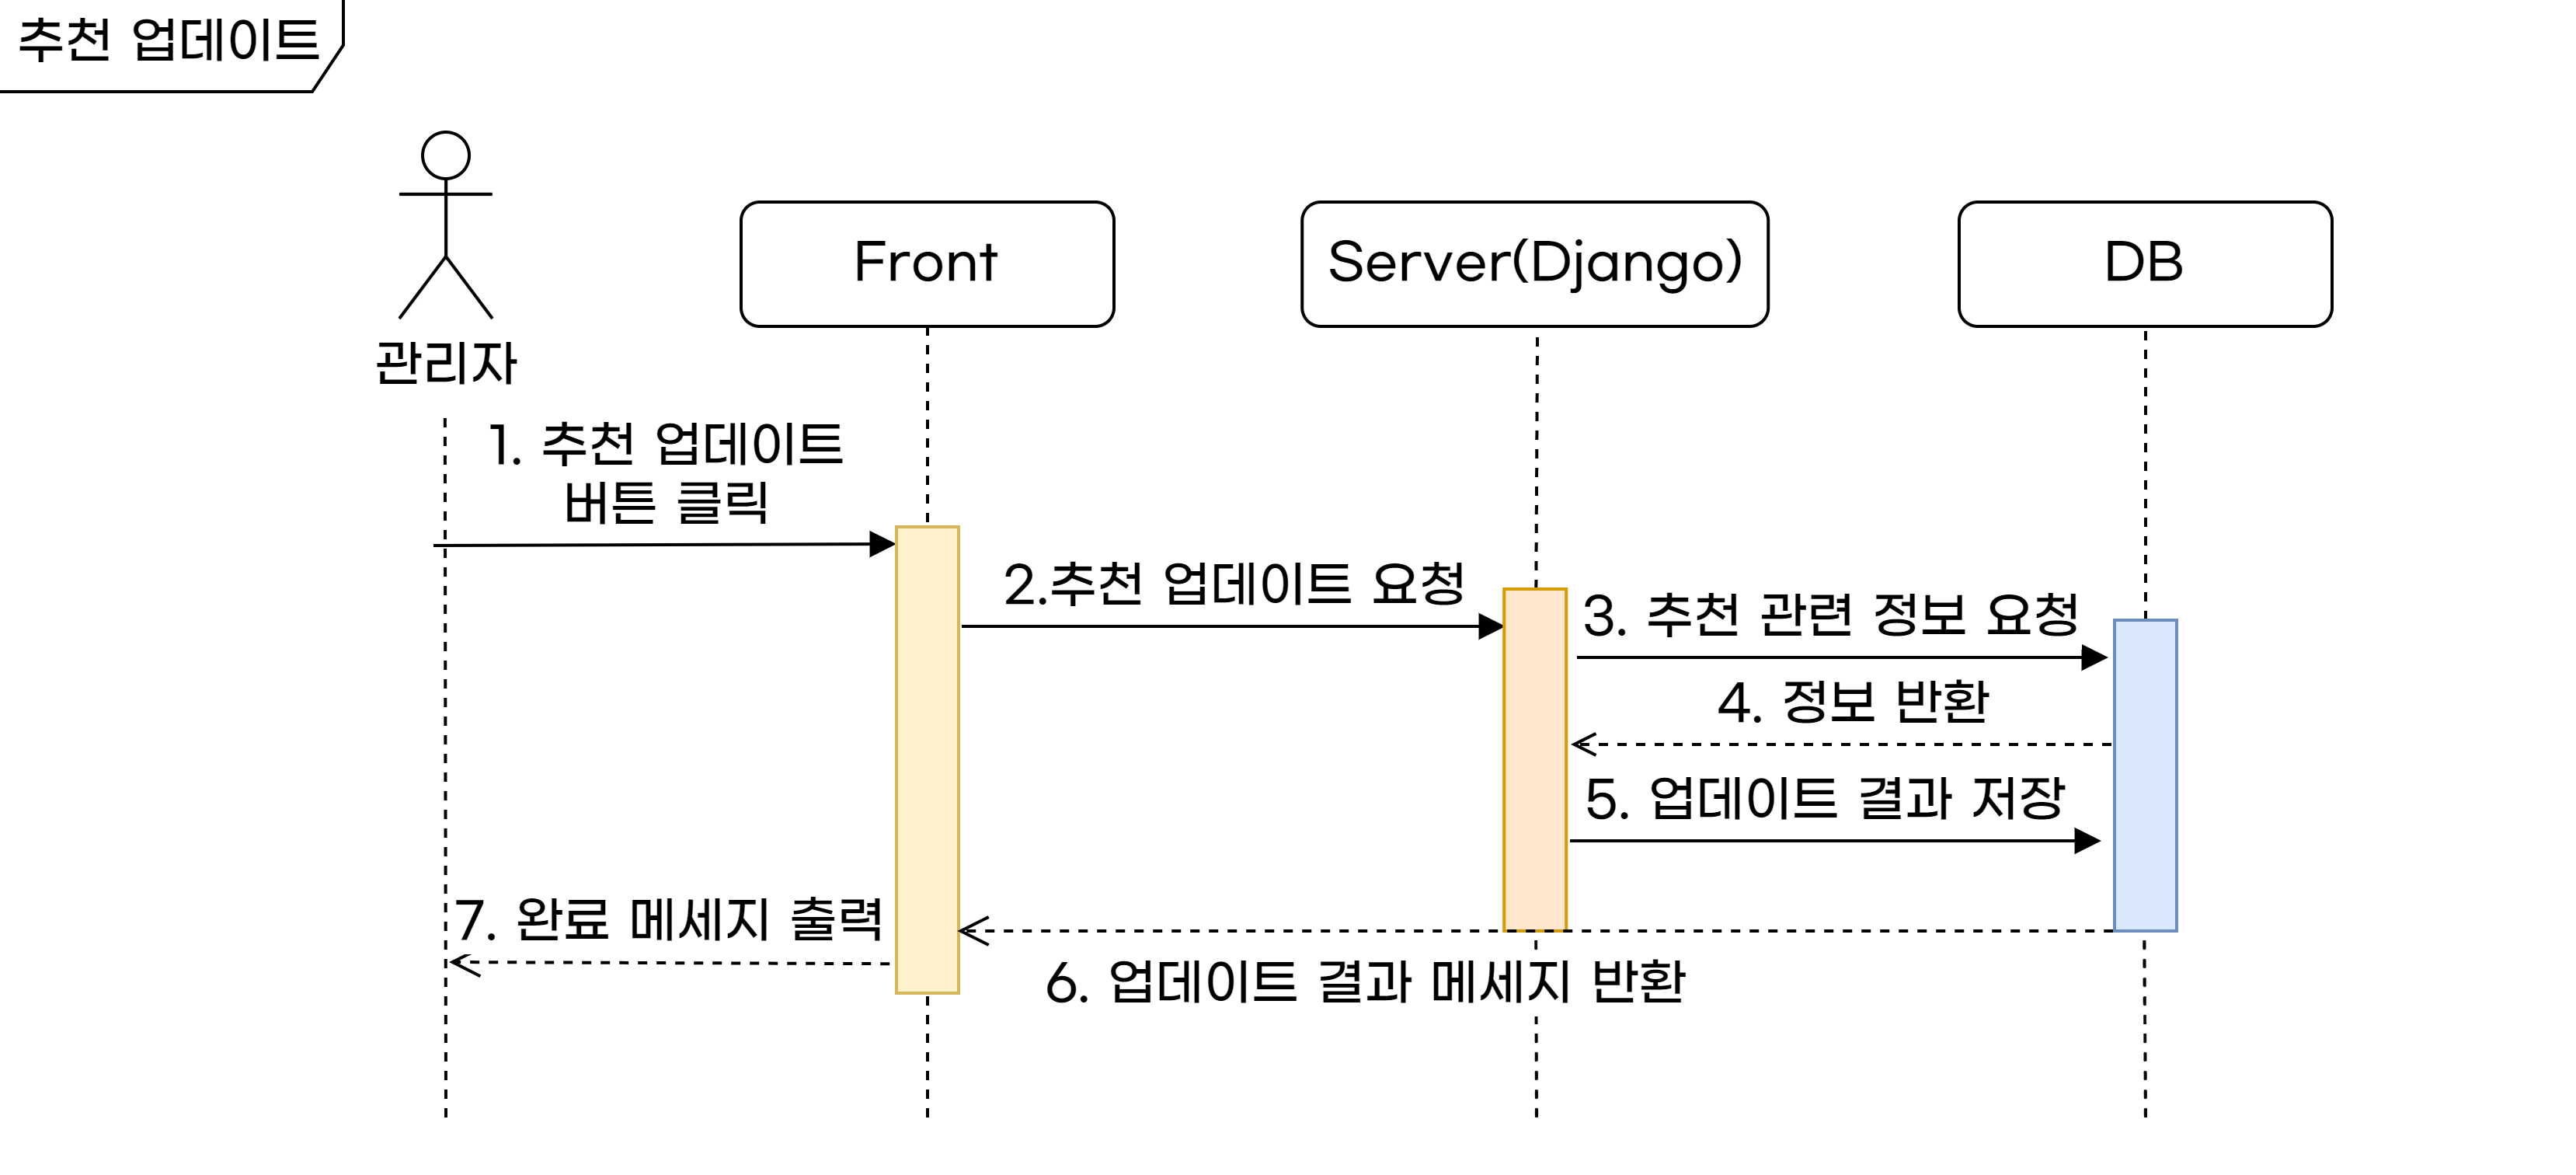 추천 업데이트
Front
Server(Django)
DB
관리자
1. 추천 업데이트
버튼 클릭
2.추천 업데이트 요청
3. 추천 관련 정보 요청
4. 정보 반환
5. 업데이트 결과 저장
7. 완료 메세지 출력
6. 업데이트 결과 메세지 반환